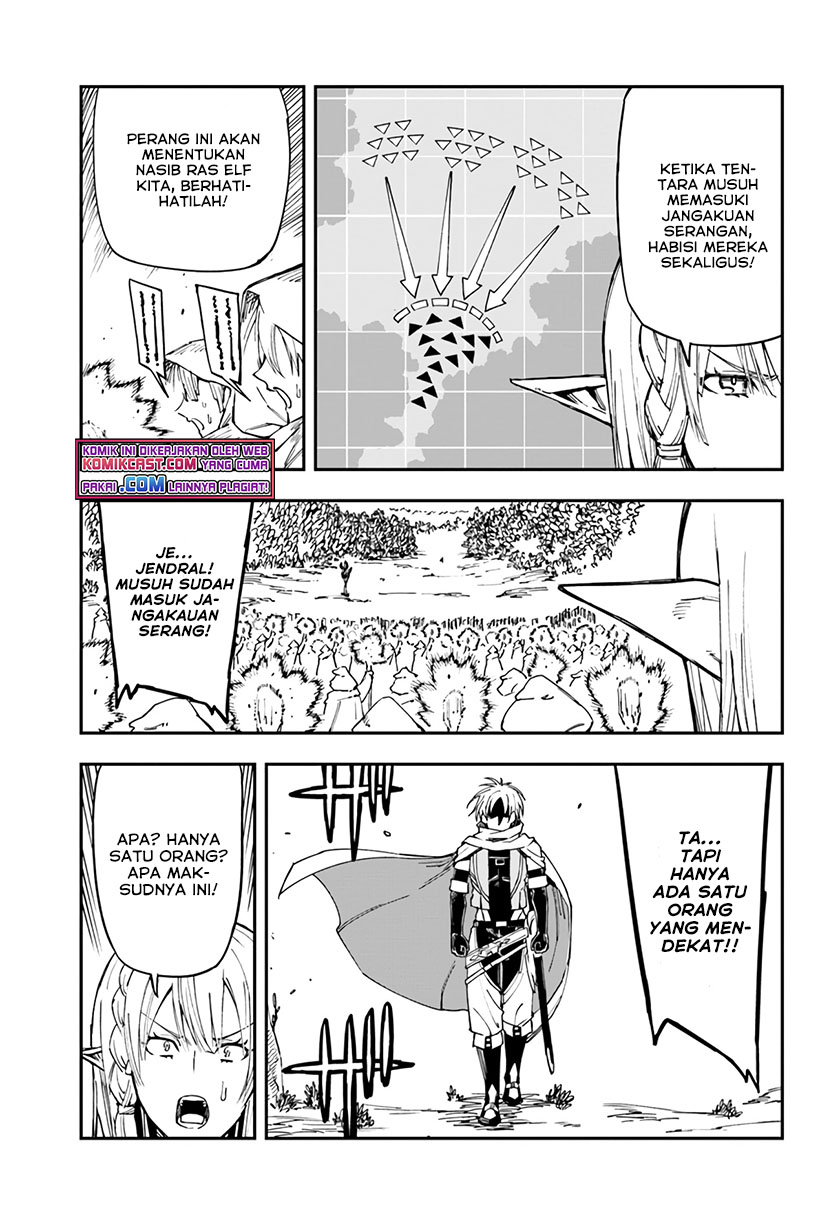 KETIKA TEN-
TARA MUSUH
MEMASUKI
JANGAKUAN
SERANGAN,
HABISI MEREKA
SEKALIGUS!
PERANG INI AKAN
MENENTUKAN
NASIB RAS ELF
KITA, BERHATI-
HATILAH!
KOMIK INI DIKERJAKAN OLEH WEB
KOMIKCAST.COM YANG CUMA
PAKAI .COM LAINNYA PLAGIAT!
JE...
JENDRAL!
MUSUH SUDAH
MASUK JA-
NGAKAUAN
SERANG!
TA...
TAPI
HANYA
ADA SATU
ORANG
YANG MEN-
DEKAT!!
APA? HANYA
SATU ORANG?
APA MAK-
SUDNYA INI!